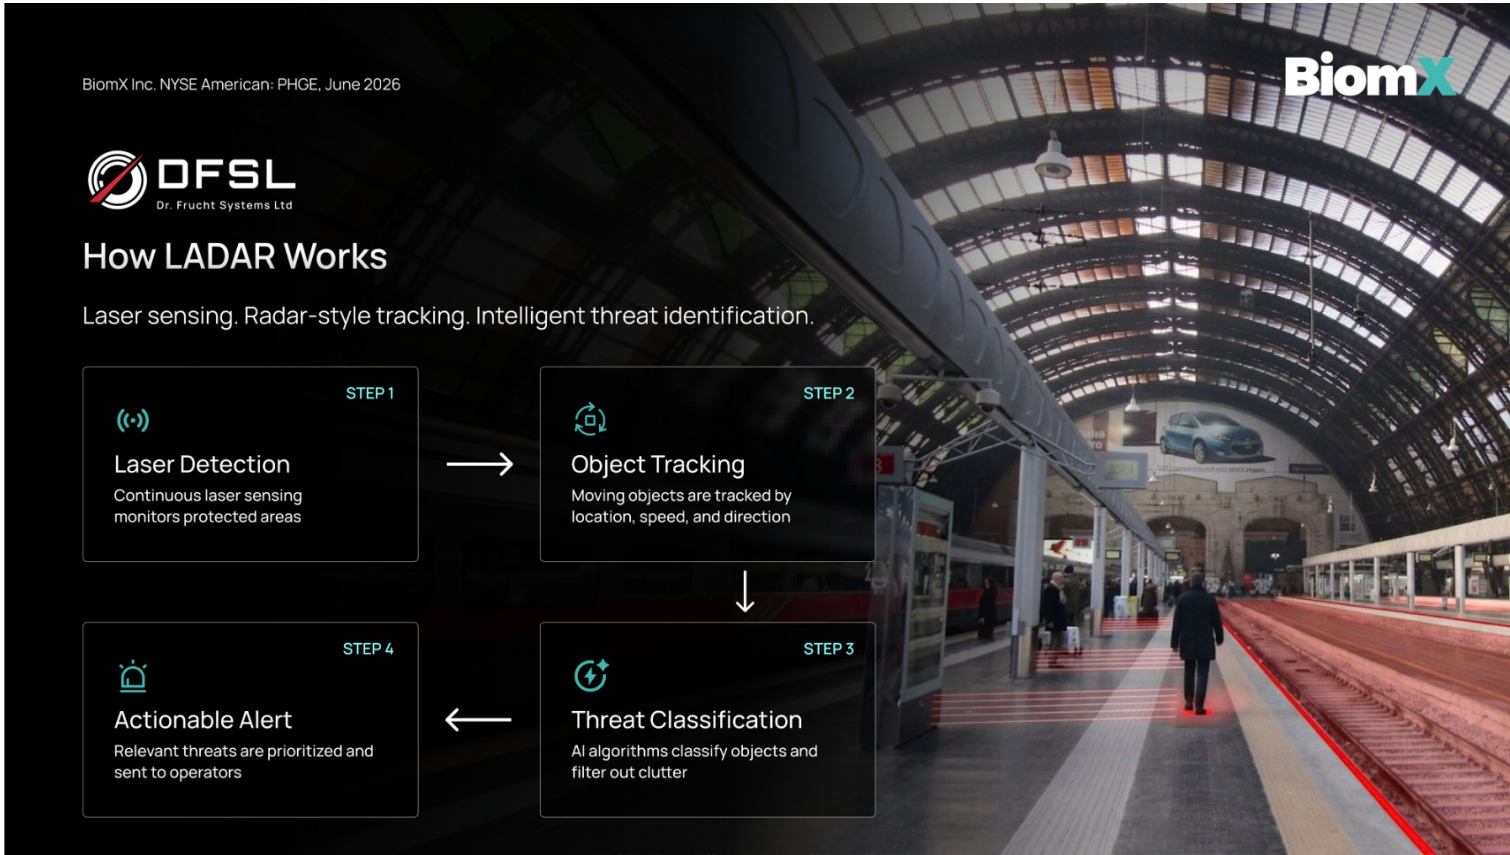 BiomX Inc. NYSE American: PHGE, June 2026
BiomX
DFSL
Dr. Frucht Systems Ltd
How LADAR Works
Laser sensing. Radar-style tracking. Intelligent threat identification.
STEP 1
Laser Detection
Continuous laser sensing
monitors protected areas
STEP 2
Object Tracking
Moving objects are tracked by
location, speed, and direction
STEP 3
Threat Classification
AI algorithms classify objects and
filter out clutter
STEP 4
Actionable Alert
Relevant threats are prioritized and
sent to operators